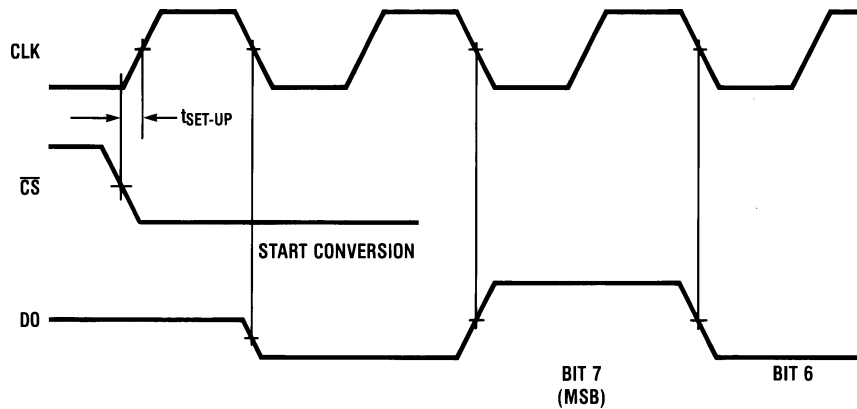 CLK
tSET-UP
CS
START CONVERSION
DO
BIT 7
(MSB)
BIT 6